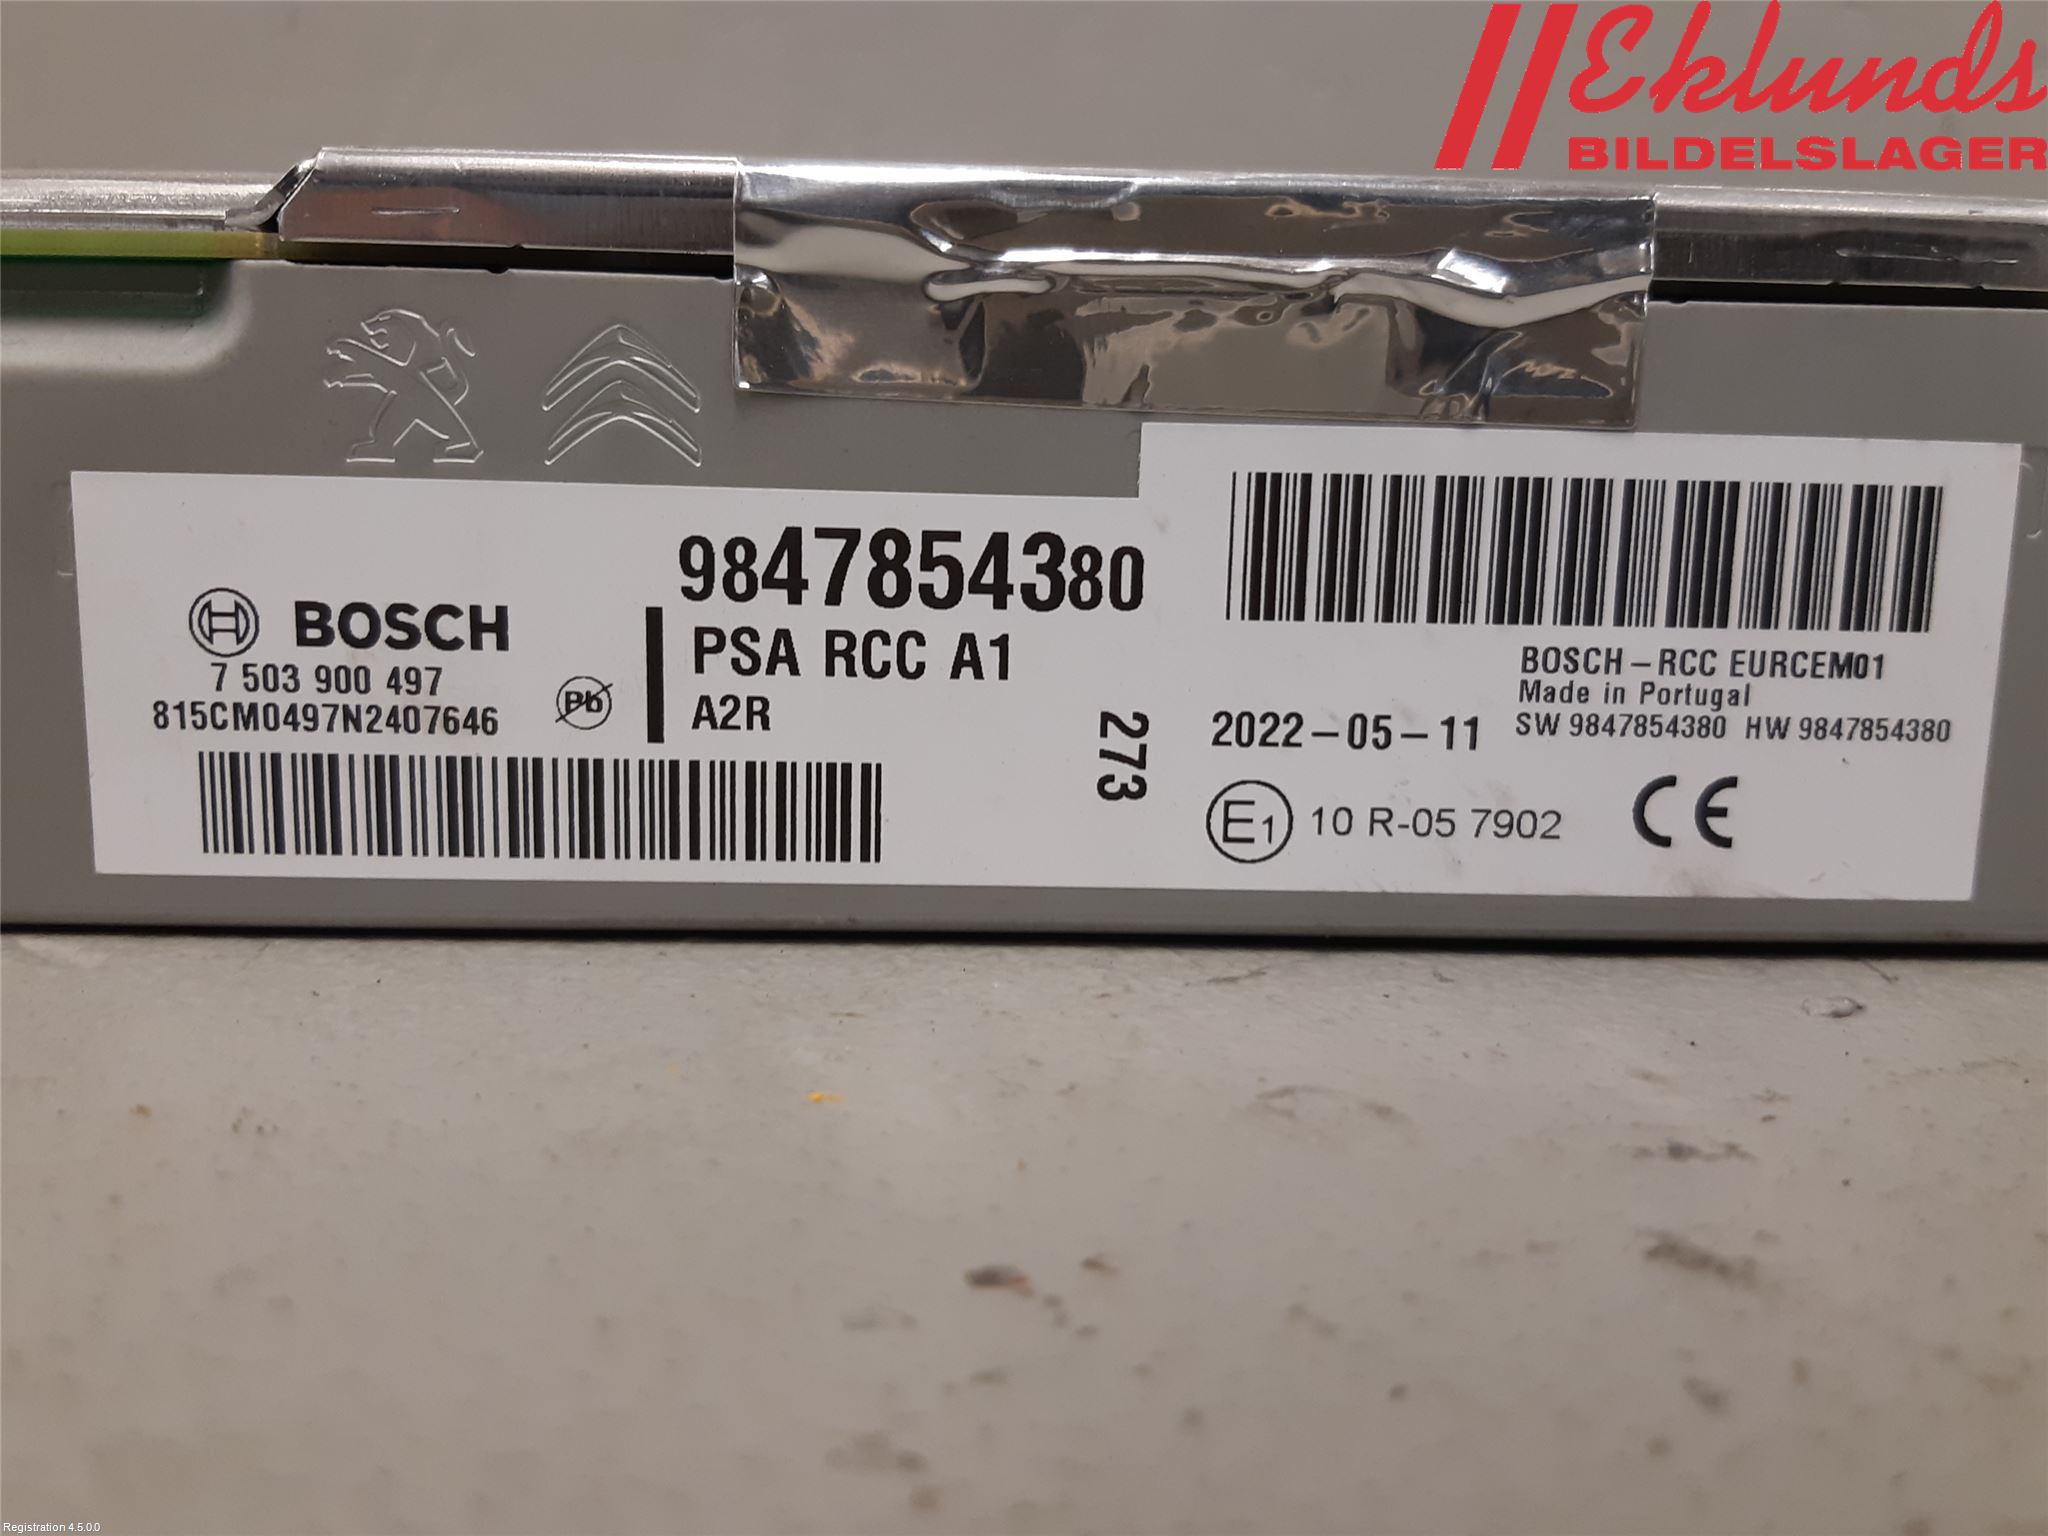 Eklunds
BILDELSLAGER
BOSCH
7 503 900 497
815CM0497N2407646
Pb
9847854380
PSA RCC A1
A2R
273
BOSCH-RCC EURCEM01
Made in Portugal
2022-05-11
SW 9847854380 HW 9847854380
E1 10 R-05 7902 CE
Registration 4.5.0.0